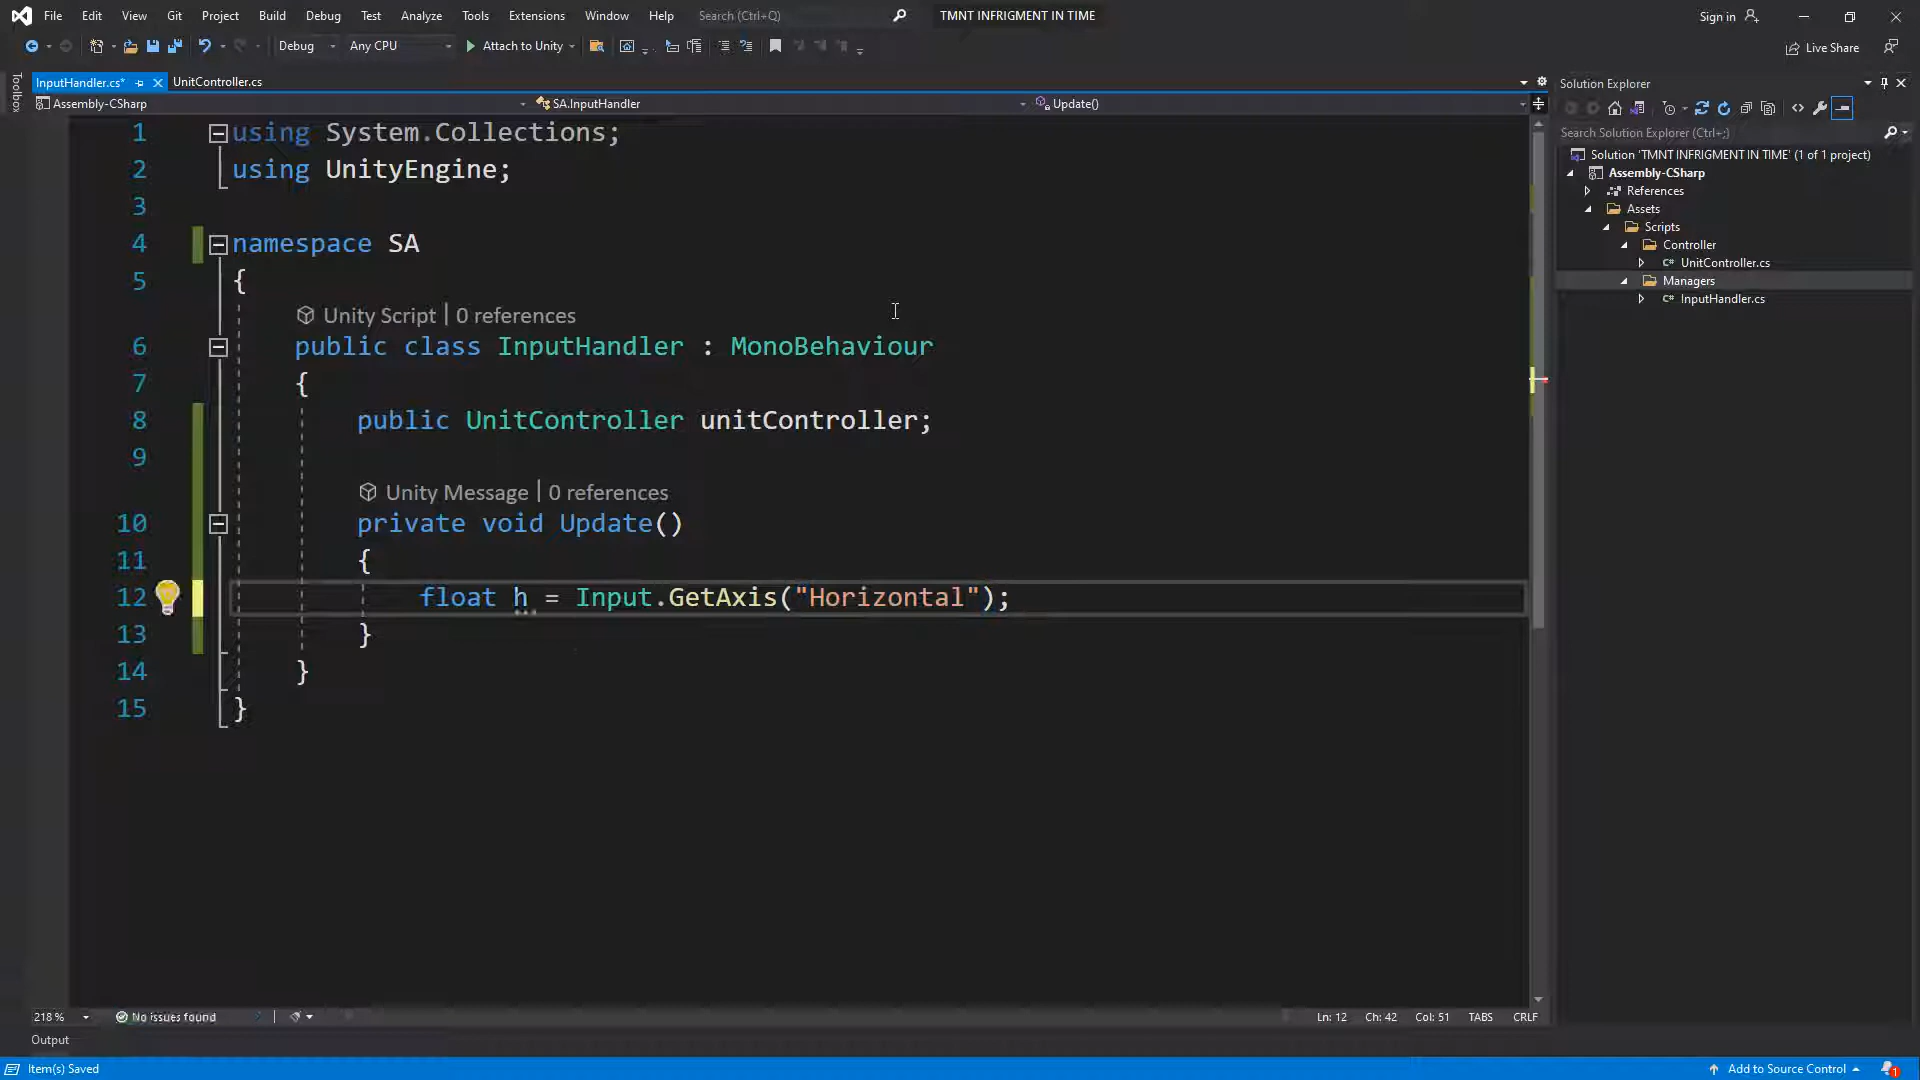 File Edit View Git Project Build Debug Test Analyze Tools Extensions Window Help Search (Ctrl+Q) TMNT INFRIGMENT IN TIME Sign in
Debug Any CPU Attach to Unity Live Share
Toolbox
InputHandler.cs* UnitController.cs
Assembly-CSharp SA.InputHandler Update()
1 using System.Collections;
2 using UnityEngine;
3
4 namespace SA
5 {
Unity Script | 0 references
6 public class InputHandler : MonoBehaviour
7 {
8 public UnitController unitController;
9
Unity Message | 0 references
10 private void Update()
11 {
12 float h = Input.GetAxis("Horizontal");
13 }
14 }
15 }
218 % No issues found Ln: 12 Ch: 42 Col: 51 TABS CRLF
Output
Item(s) Saved Add to Source Control 1
Solution Explorer
Search Solution Explorer (Ctrl+;)
Solution 'TMNT INFRIGMENT IN TIME' (1 of 1 project)
Assembly-CSharp
References
Assets
Scripts
Controller
C# UnitController.cs
Managers
C# InputHandler.cs